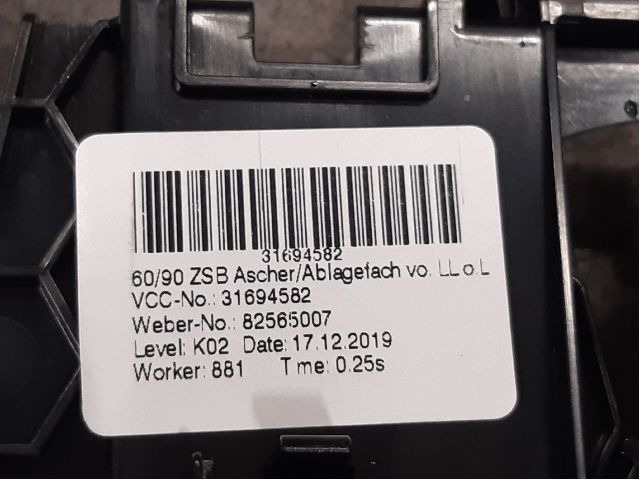 31694582
60/90 ZSB Ascher/Ablagefach vo. LL o.L
VCC-No.: 31694582
Weber-No.: 82565007
Level: K02 Date: 17.12.2019
Worker: 881 T me: 0.25s